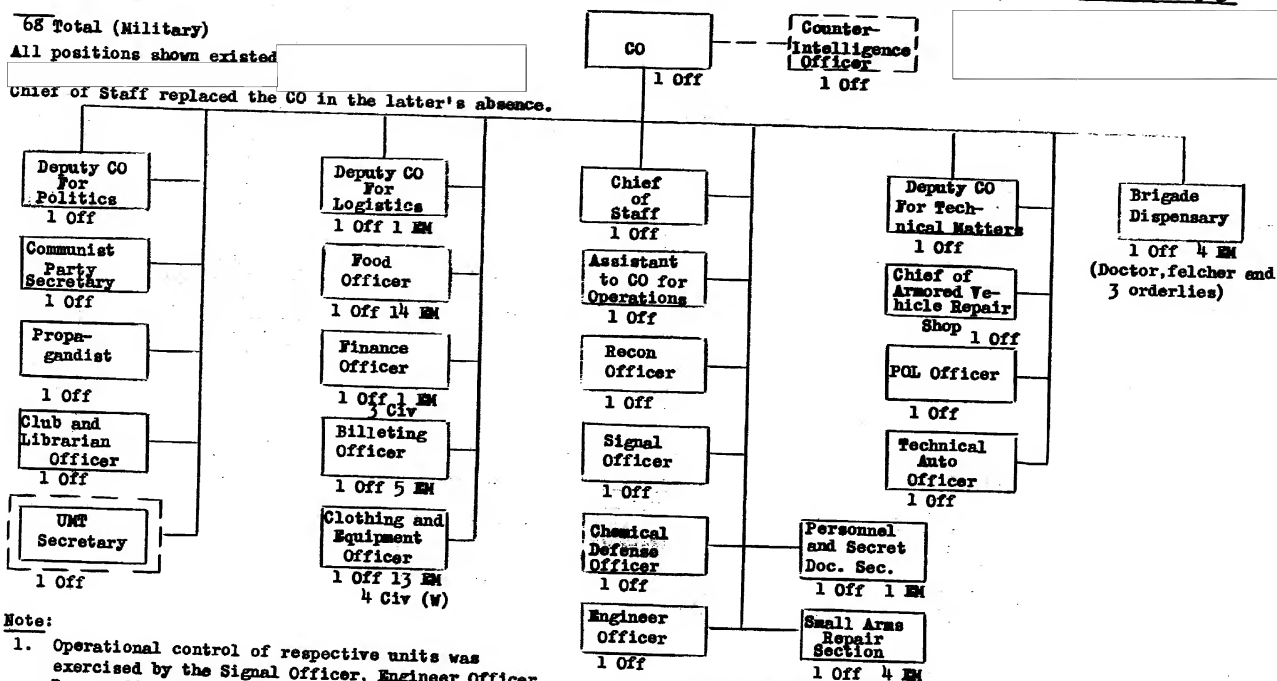 68 Total (Military)
All positions shown existed
Chief of Staff replaced the CO in the latter's absence.
CO
1 Off
Counter-
Intelligence
Officer
1 Off
Deputy CO
For
Politics
1 Off
Communist
Party
Secretary
1 Off
Propa-
gandist
1 Off
Club and
Librarian
Officer
1 Off
UMT
Secretary
1 Off
Deputy CO
For
Logistics
1 Off 1 EM
Food
Officer
1 Off 14 EM
Finance
Officer
1 Off 1 EM
3 Civ
Billeting
Officer
1 Off 5 EM
Clothing and
Equipment
Officer
1 Off 13 EM
4 Civ (W)
Chief
of
Staff
1 Off
Assistant
to CO for
Operations
1 Off
Recon
Officer
1 Off
Signal
Officer
1 Off
Chemical
Defense
Officer
1 Off
Engineer
Officer
1 Off
Personnel
and Secret
Doc. Sec.
1 Off 1 EM
Small Arms
Repair
Section
1 Off 4 EM
Deputy CO
For Tech-
nical Matters
1 Off
Chief of
Armored Ve-
hicle Repair
Shop
1 Off
POL Officer
1 Off
Technical
Auto
Officer
1 Off
Brigade
Dispensary
1 Off 4 EM
(Doctor,felcher and
3 orderlies)
Note:
1. Operational control of respective units was
exercised by the Signal Officer, Engineer Officer